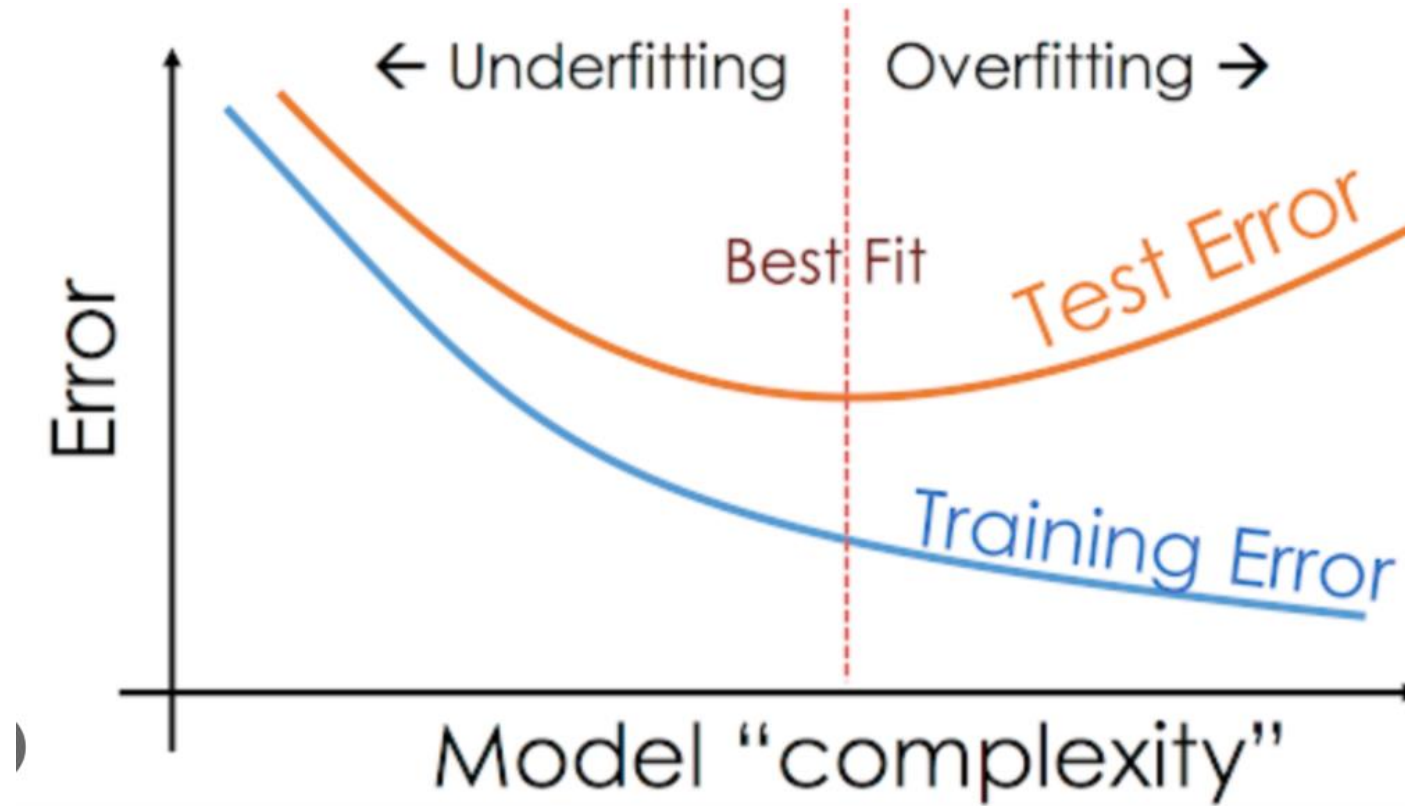 ← Underfitting
Overfitting →
Best Fit
Test Error
Error
Training Error
Model “complexity”